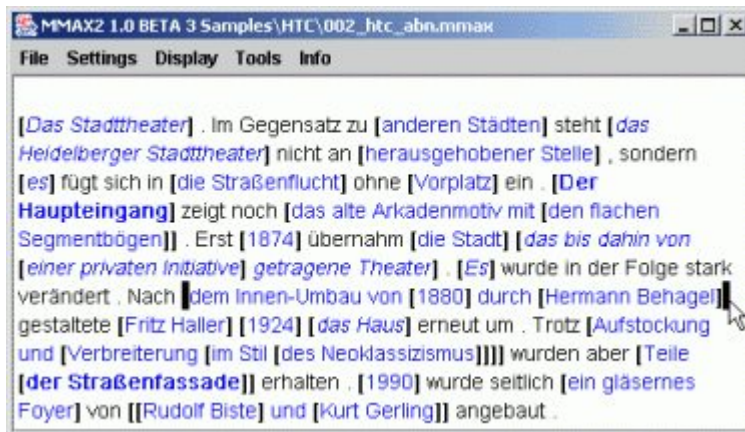 MMAX2 1.0 BETA 3 Samples\HTC\002_htc_abn.mmax
File Settings Display Tools Info
[Das Stadttheater] . Im Gegensatz zu [anderen Städten] steht [das
Heidelberger Stadttheater] nicht an [herausgehobener Stelle] , sondern
[es] fügt sich in [die Straßenflucht] ohne [Vorplatz] ein . [Der
Haupteingang] zeigt noch [das alte Arkadenmotiv mit [den flachen
Segmentbögen]] . Erst [1874] übernahm [die Stadt] [das bis dahin von
[einer privaten Initiative] getragene Theater] . [Es] wurde in der Folge stark
verändert . Nach [dem Innen-Umbau von [1880] durch [Hermann Behagel]]
gestaltete [Fritz Haller] [1924] [das Haus] erneut um . Trotz [Aufstockung
und [Verbreiterung [im Stil [des Neoklassizismus]]]] wurden aber [Teile
[der Straßenfassade]] erhalten . [1990] wurde seitlich [ein gläsernes
Foyer] von [[Rudolf Biste] und [Kurt Gerling]] angebaut .